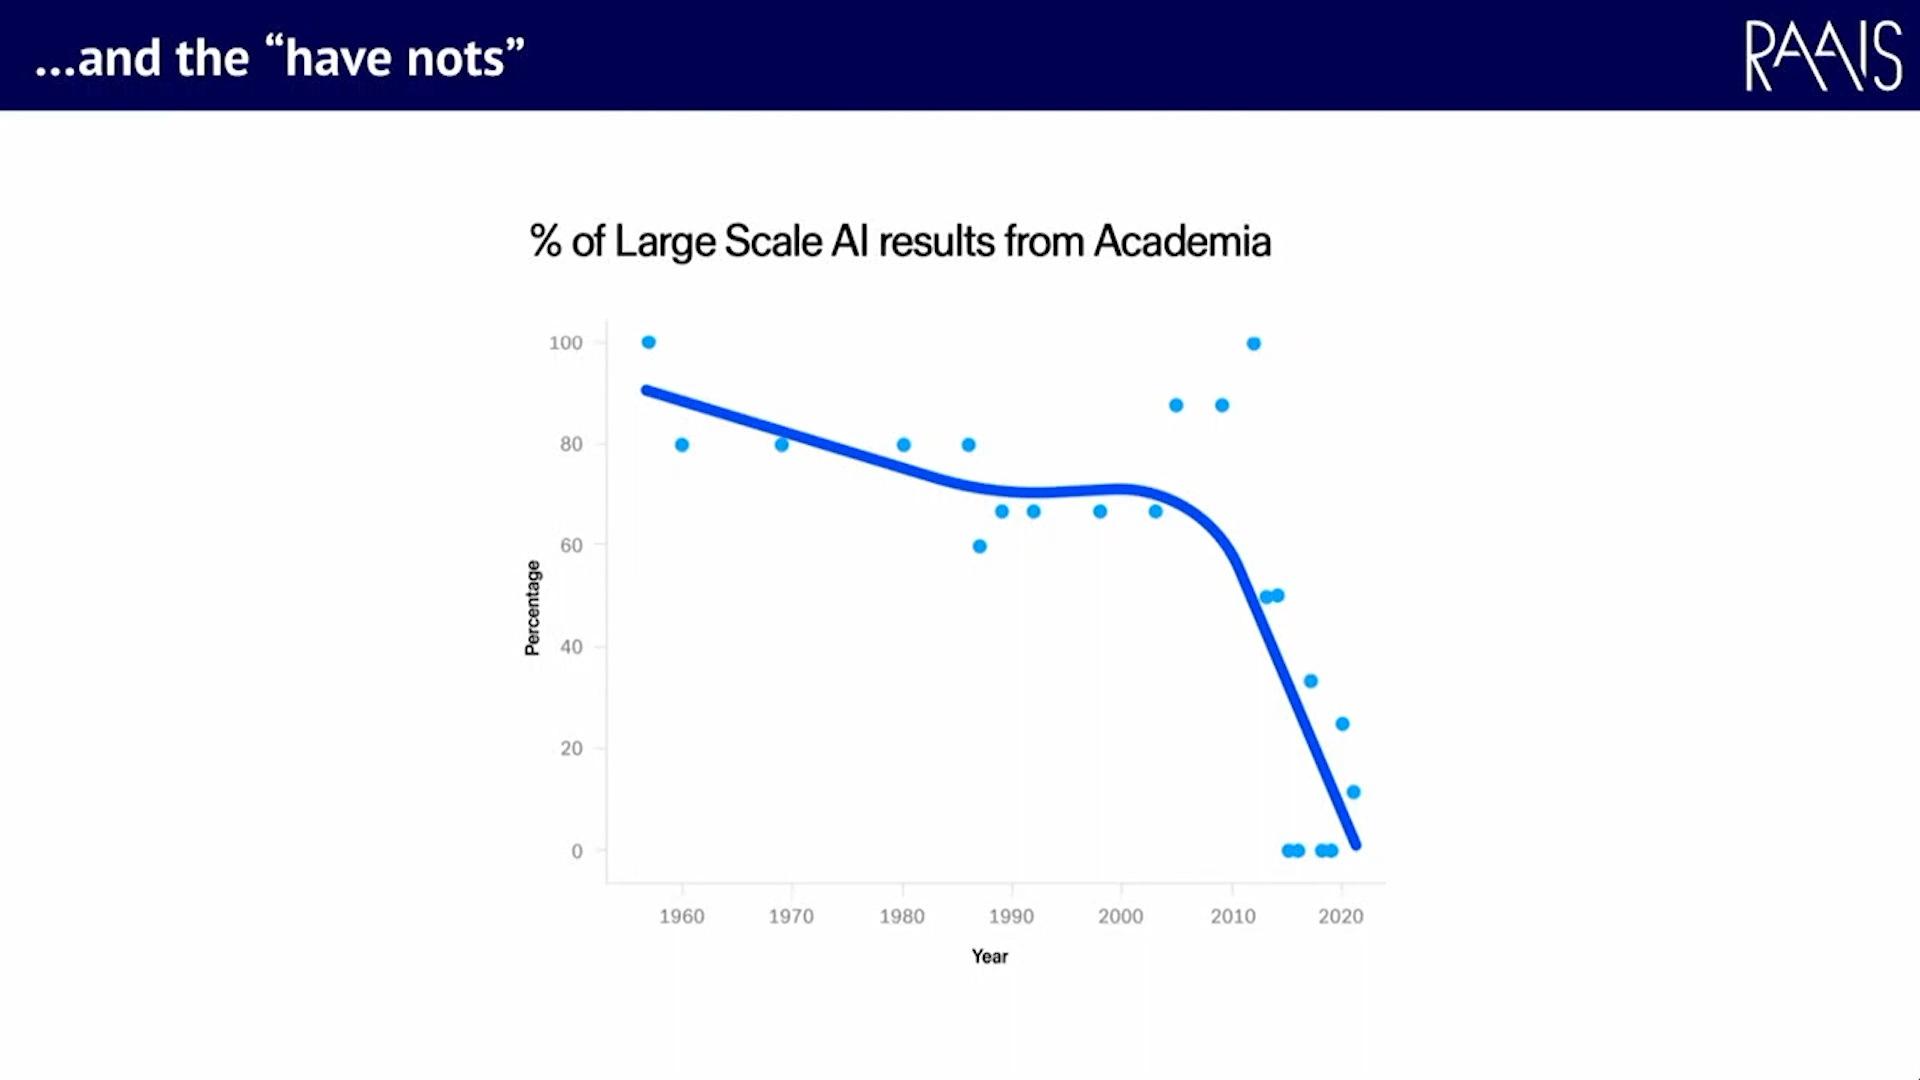 ...and the “have nots”
RAAIS
% of Large Scale AI results from Academia
100
80
60
40
20
0
Percentage
1960 1970 1980 1990 2000 2010 2020
Year